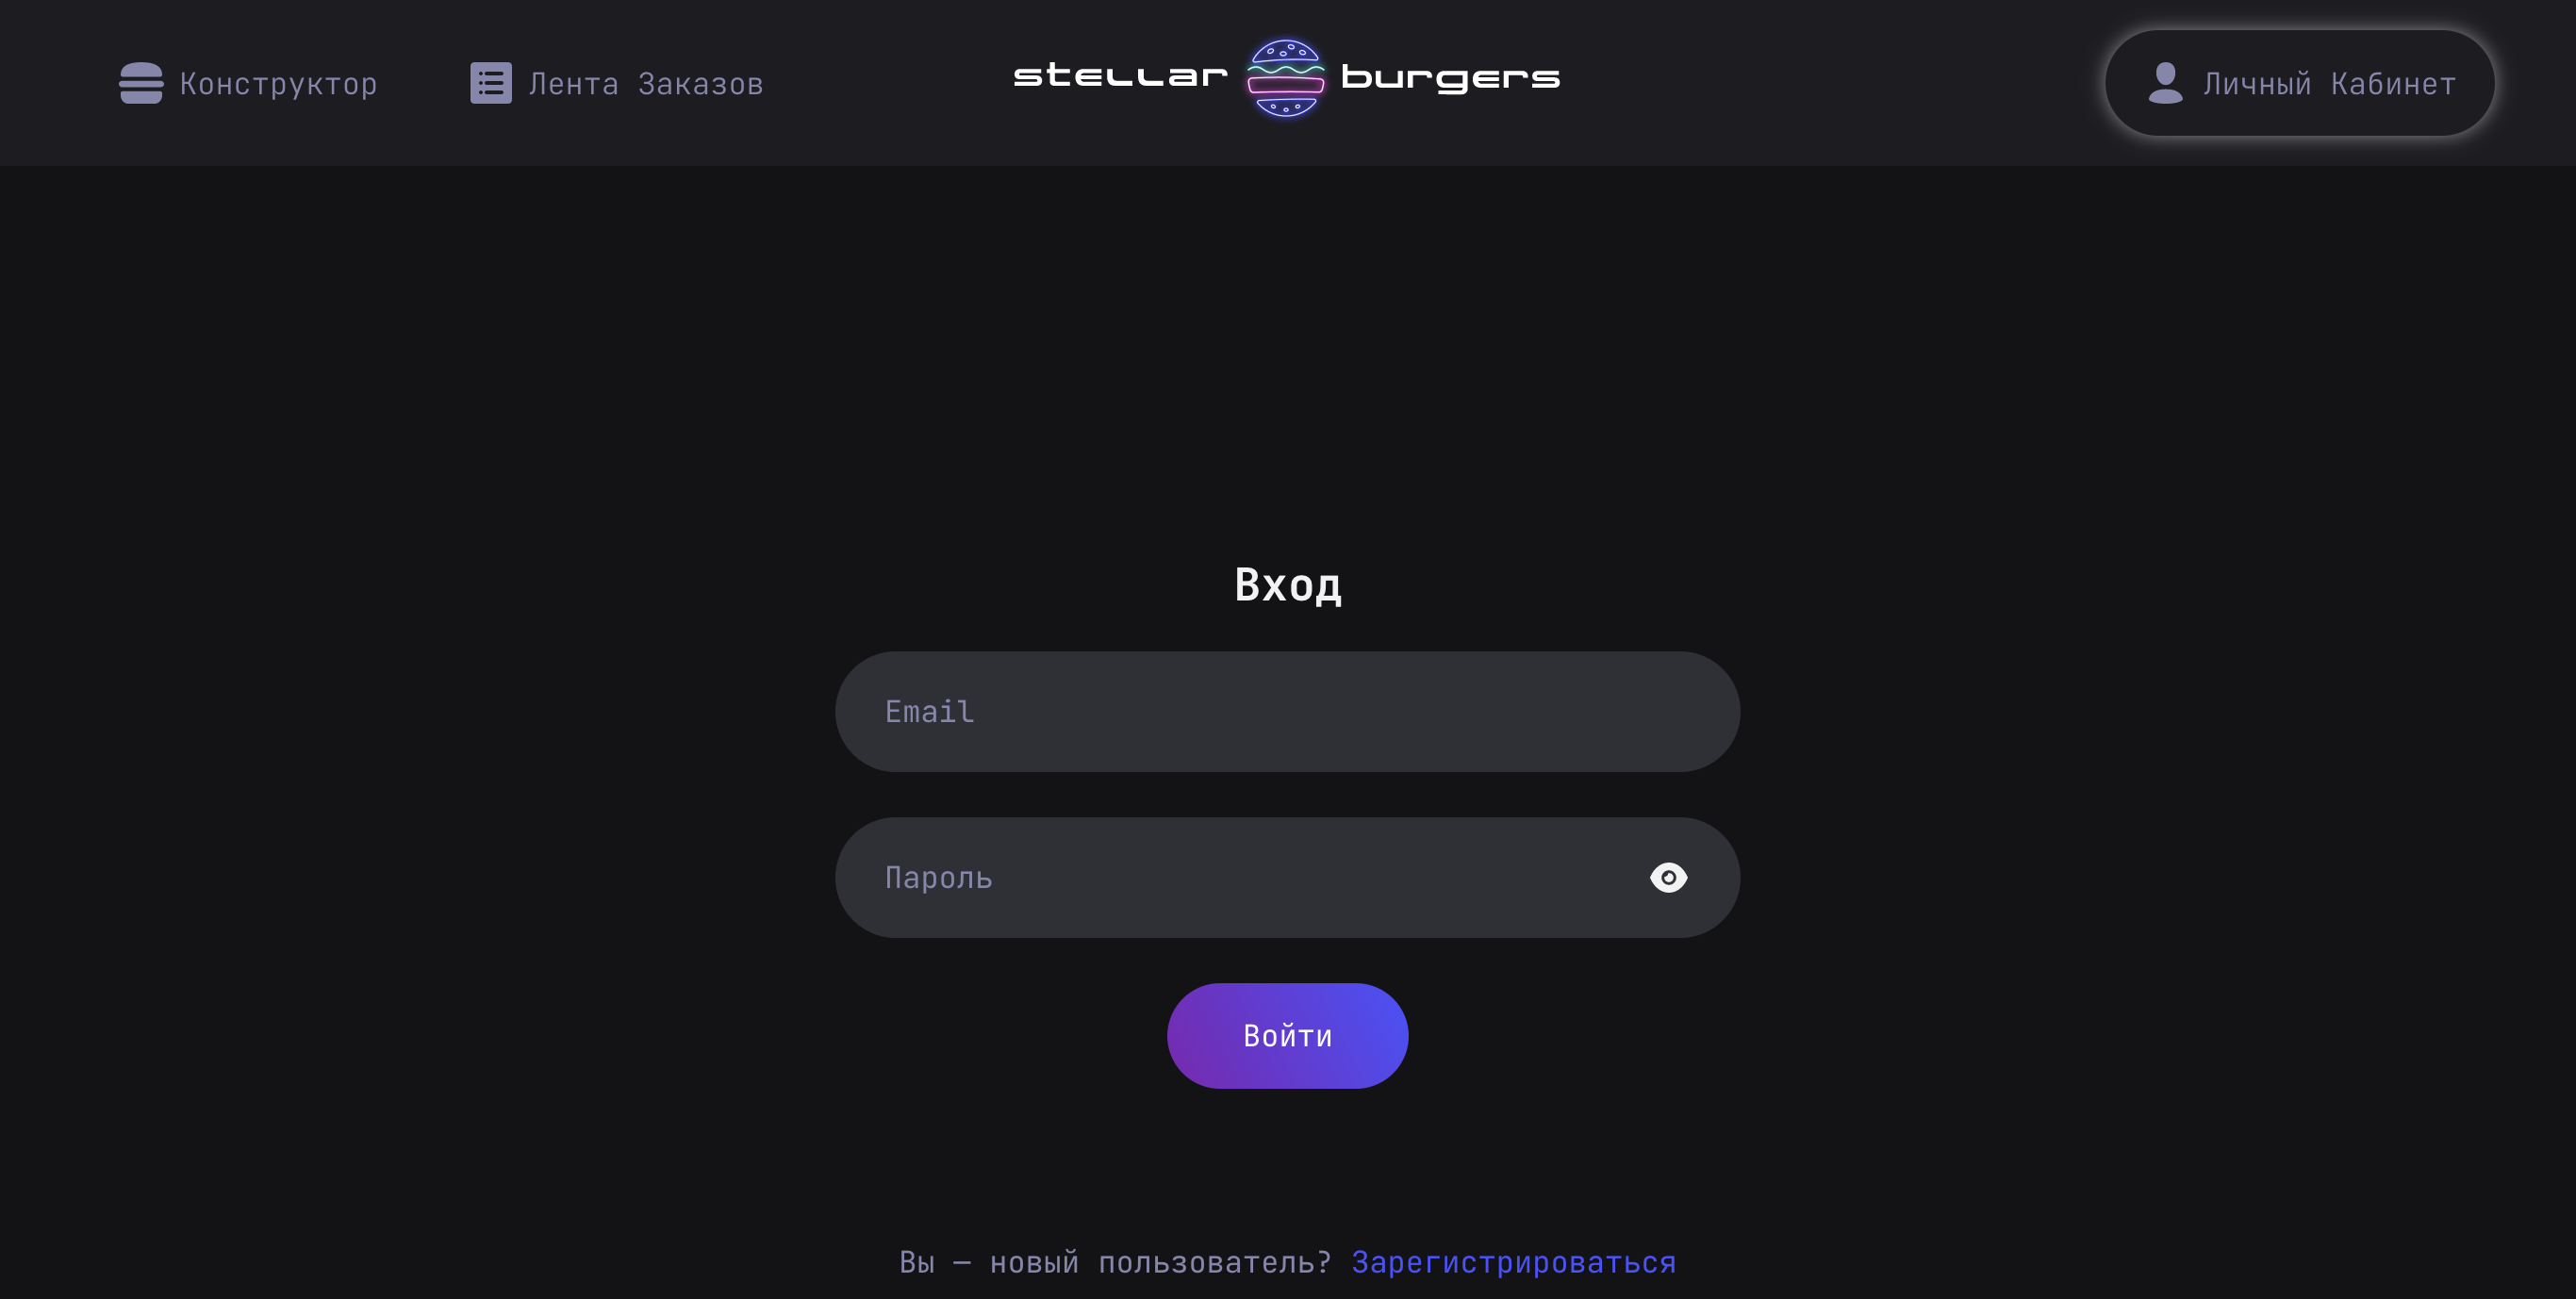 Конструктор
Лента Заказов
stellar burgers
Личный Кабинет
Вход
Email
Пароль
Войти
Вы — новый пользователь? Зарегистрироваться